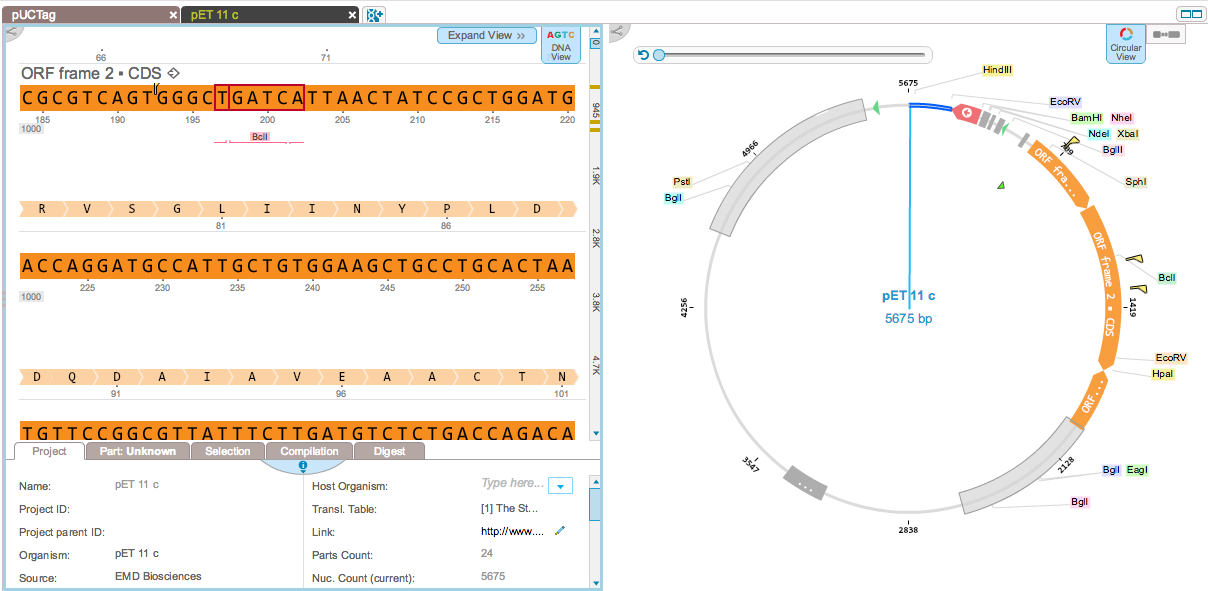 pUCTag × pET 11 c ×
Expand View »
AGTC
DNA
View
66 71
ORF frame 2 ▪ CDS
CGCGTCAGTGGGCTGATCATTAACTATCCGCTGGATG
185 190 195 200 205 210 215 220
1000
BclI
R V S G L I I N Y P L D
81 86
ACCAGGATGCCATTGCTGTGGAAGCTGCCTGCACTAA
225 230 235 240 245 250 255
1000
D Q D A I A V E A A C T N
91 96 101
TGTTCCGGCGTTATTTCTTGATGTCTCTGACCAGACA
0
945
1.9K
2.8K
3.8K
4.7K
Project Part: Unknown Selection Compilation Digest
Name: pET 11 c
Project ID:
Project parent ID:
Organism: pET 11 c
Source: EMD Biosciences
Host Organism: Type here...
Transl. Table: [1] The St...
Link: http://www....
Parts Count: 24
Nuc. Count (current): 5675
Circular
View
5675
HindIII
EcoRV
BamHI NheI
NdeI XbaI
BglII
709
SphI
ORF fra...
ORF frame 2 ▪ CDS
BclI
1419
EcoRV
HpaI
ORF...
2128
BglI EagI
BglI
2838
...
3547
4256
4966
PstI
BglI
pET 11 c
5675 bp